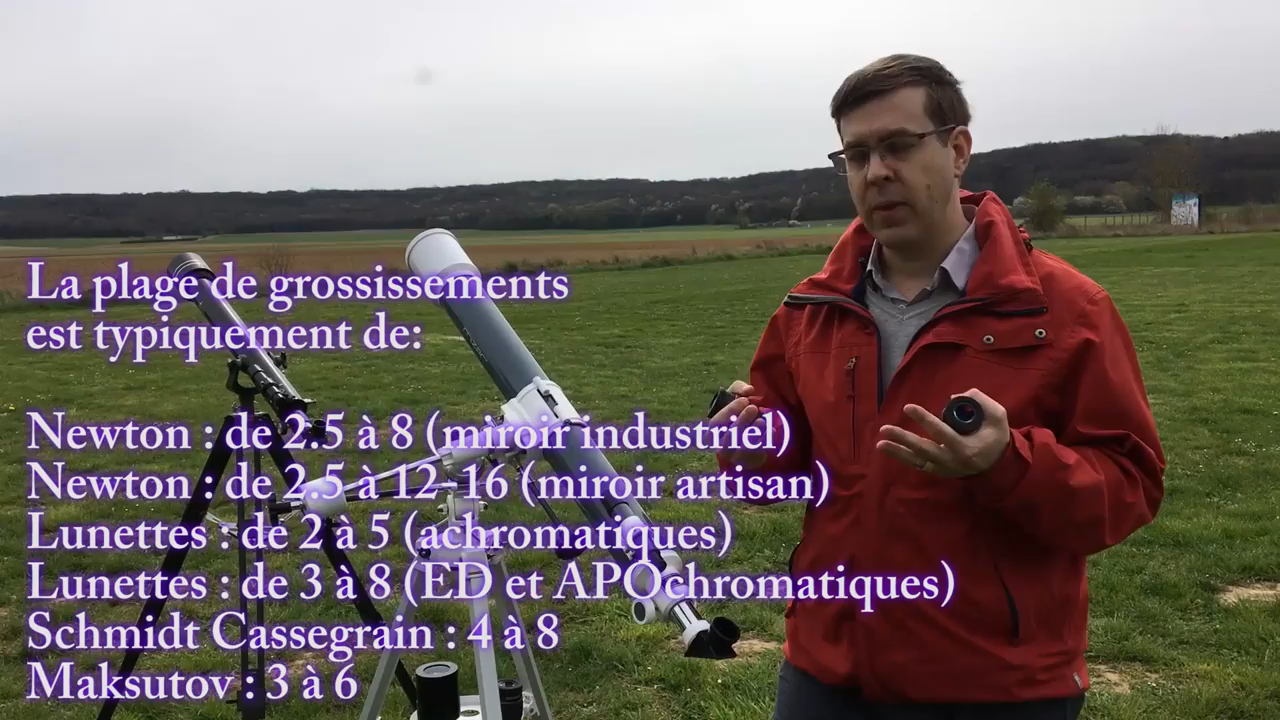 La plage de grossissements
est typiquement de:
Newton : de 2.5 à 8 (miroir industriel)
Newton : de 2.5 à 12-16 (miroir artisan)
Lunettes : de 2 à 5 (achromatiques)
Lunettes : de 3 à 8 (ED et APOchromatiques)
Schmidt Cassegrain : 4 à 8
Maksutov : 3 à 6